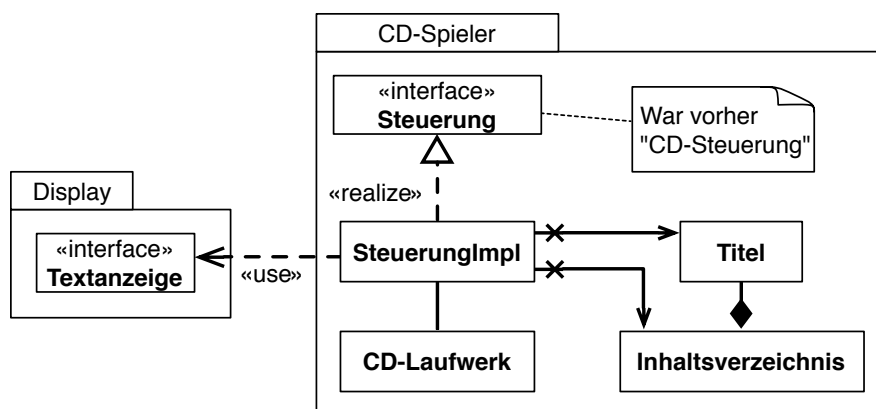 CD-Spieler
«interface»
Steuerung
War vorher
"CD-Steuerung"
«realize»
Display
«interface»
Textanzeige
«use»
SteuerungImpl
Titel
CD-Laufwerk
Inhaltsverzeichnis